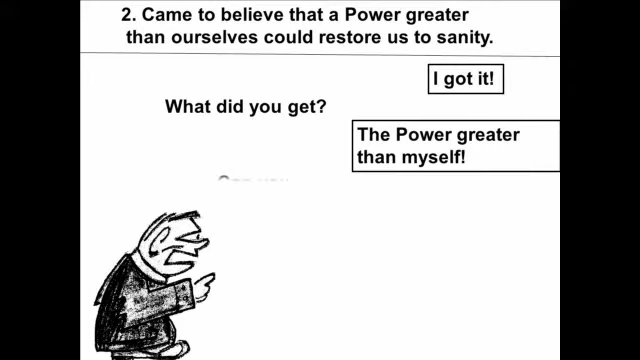 2. Came to believe that a Power greater
than ourselves could restore us to sanity.
I got it!
What did you get?
The Power greater
than myself!